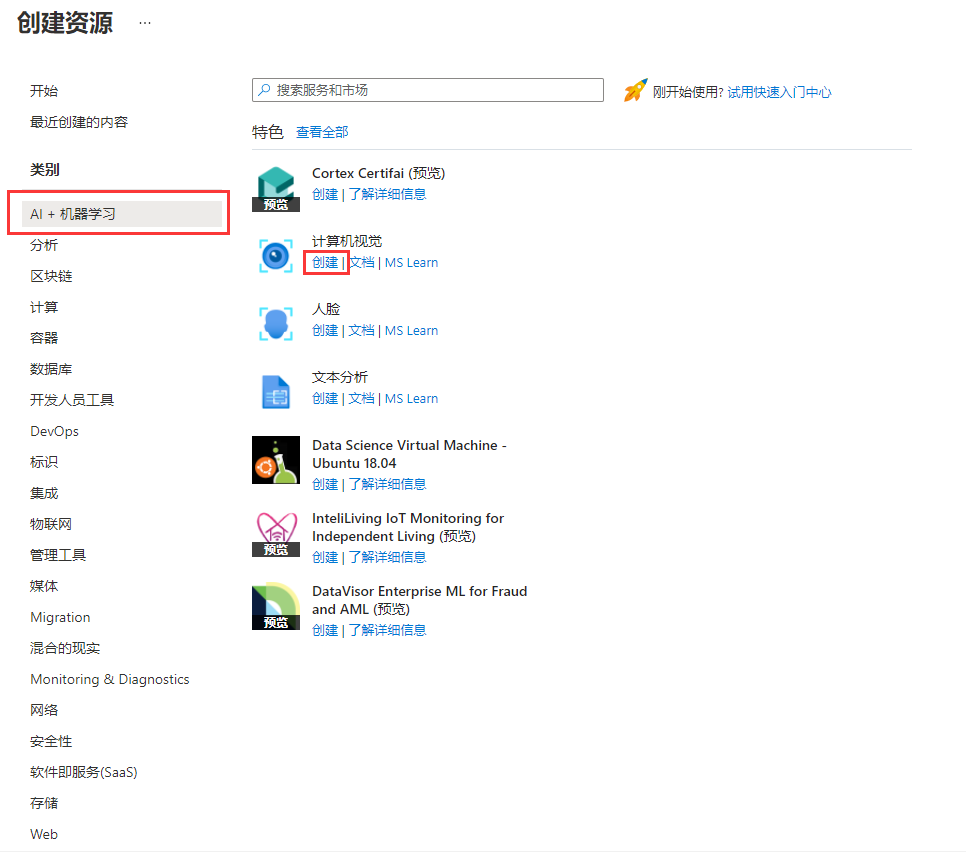 创建资源 ...
开始
最近创建的内容
类别
AI + 机器学习
分析
区块链
计算
容器
数据库
开发人员工具
DevOps
标识
集成
物联网
管理工具
媒体
Migration
混合的现实
Monitoring & Diagnostics
网络
安全性
软件即服务(SaaS)
存储
Web
搜索服务和市场
刚开始使用? 试用快速入门中心
特色 查看全部
预览
Cortex Certifai (预览)
创建 | 了解详细信息
计算机视觉
创建 | 文档 | MS Learn
人脸
创建 | 文档 | MS Learn
文本分析
创建 | 文档 | MS Learn
Data Science Virtual Machine -
Ubuntu 18.04
创建 | 了解详细信息
预览
InteliLiving IoT Monitoring for
Independent Living (预览)
创建 | 了解详细信息
预览
DataVisor Enterprise ML for Fraud
and AML (预览)
创建 | 了解详细信息